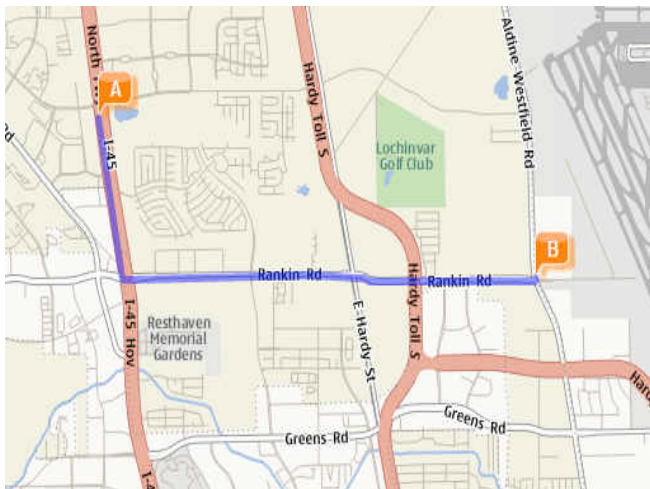 North Fwy
A
I-45
Hardy Toll S
Aldine Westfield Rd
Lochinvar
Golf Club
B
Rankin Rd
Rankin Rd
Hardy Toll S
I-45 Hov
Resthaven
Memorial
Gardens
E Hardy St
Greens Rd
Greens Rd